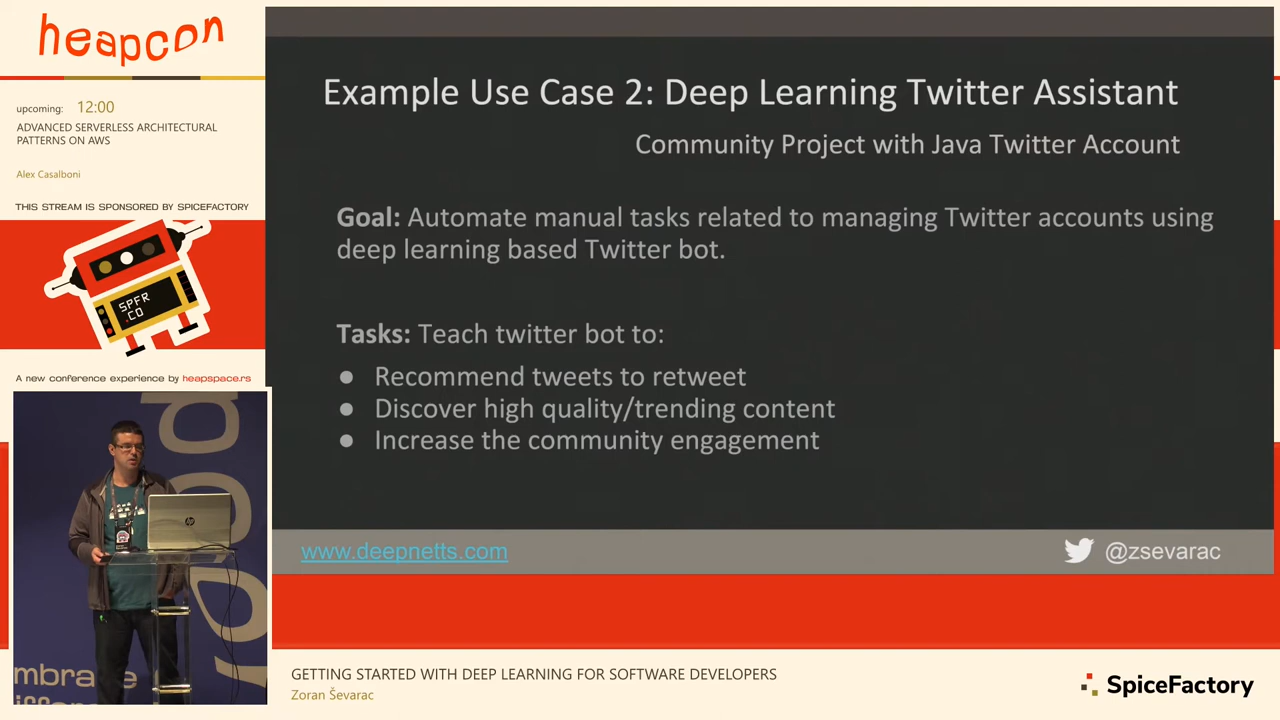 heapcon
upcoming: 12:00
ADVANCED SERVERLESS ARCHITECTURAL
PATTERNS ON AWS
Alex Casalboni
THIS STREAM IS SPONSORED BY SPICEFACTORY
SPFR
.CO
A new conference experience by heapspace.rs
Example Use Case 2: Deep Learning Twitter Assistant
Community Project with Java Twitter Account
Goal: Automate manual tasks related to managing Twitter accounts using
deep learning based Twitter bot.
Tasks: Teach twitter bot to:
● Recommend tweets to retweet
● Discover high quality/trending content
● Increase the community engagement
www.deepnetts.com
@zsevarac
hp
GETTING STARTED WITH DEEP LEARNING FOR SOFTWARE DEVELOPERS
Zoran Ševarac
SpiceFactory